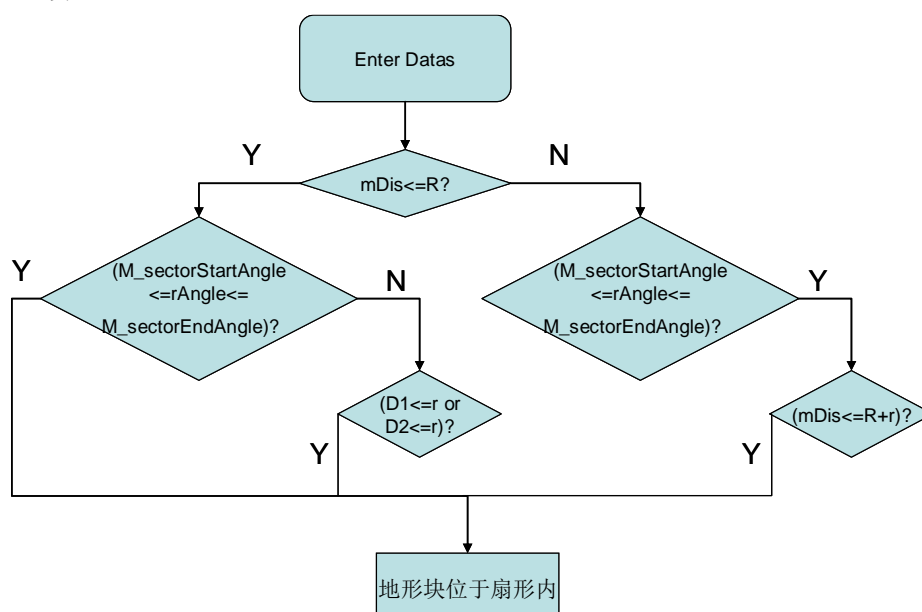 Enter Datas
Y
N
mDis<=R?
Y
(M_sectorStartAngle
<=rAngle<=
M_sectorEndAngle)?
N
(M_sectorStartAngle
<=rAngle<=
M_sectorEndAngle)?
Y
(D1<=r or
D2<=r)?
Y
(mDis<=R+r)?
Y
地形块位于扇形内